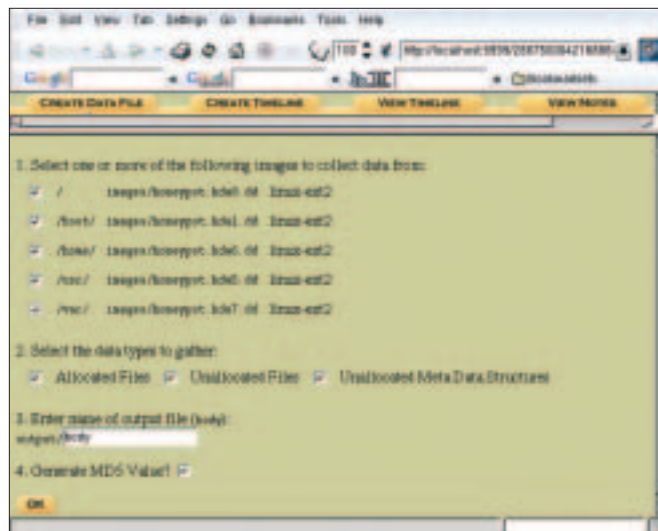 File Edit View Tab Settings Go Bookmarks Tools Help
100
Google
Bookmarklets
CREATE DATA FILE CREATE TIMELINE VIEW TIMELINE VIEW NOTES
1. Select one or more of the following images to collect data from:
/ images/honeypot. .dd linux-ext2
/boot/ images/honeypot. .dd linux-ext2
/home/ images/honeypot. .dd linux-ext2
/usr/ images/honeypot. .dd linux-ext2
/var/ images/honeypot.hda7.dd linux-ext2
2. Select the data types to gather:
Allocated Files Unallocated Files Unallocated Meta Data Structures
3. Enter name of output file (body):
output/ body
4. Generate MD5 Value?
OK